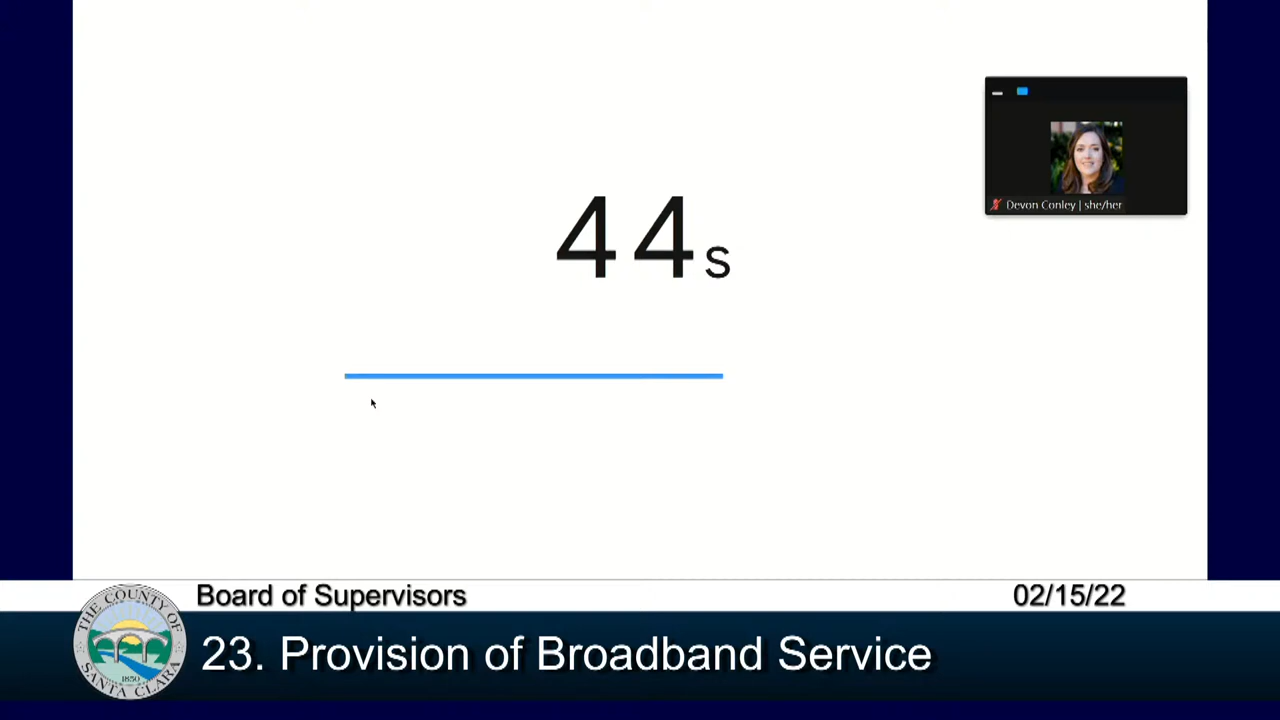 44s
Devon Conley | she/her
Board of Supervisors
02/15/22
THE COUNTY OF
SANTA CLARA
1850
23. Provision of Broadband Service